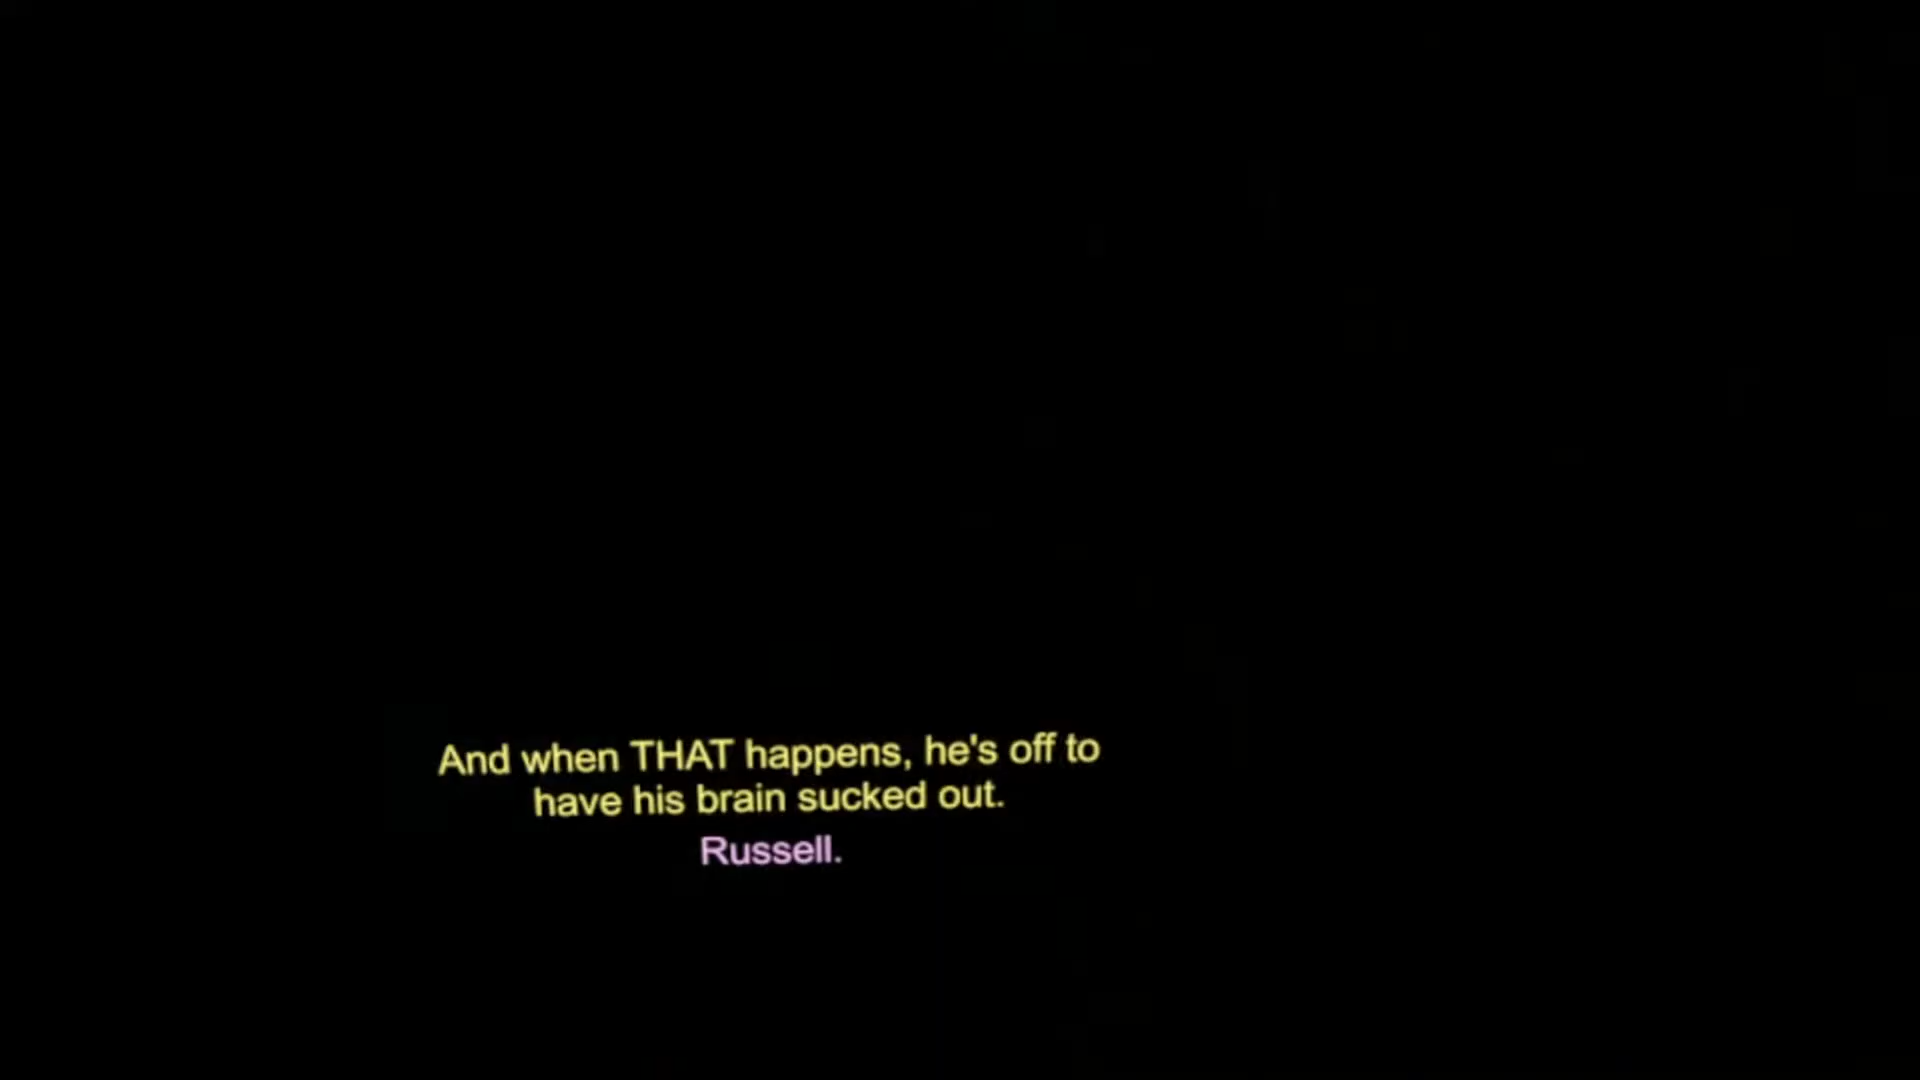 And when THAT happens, he's off to
have his brain sucked out.
Russell.